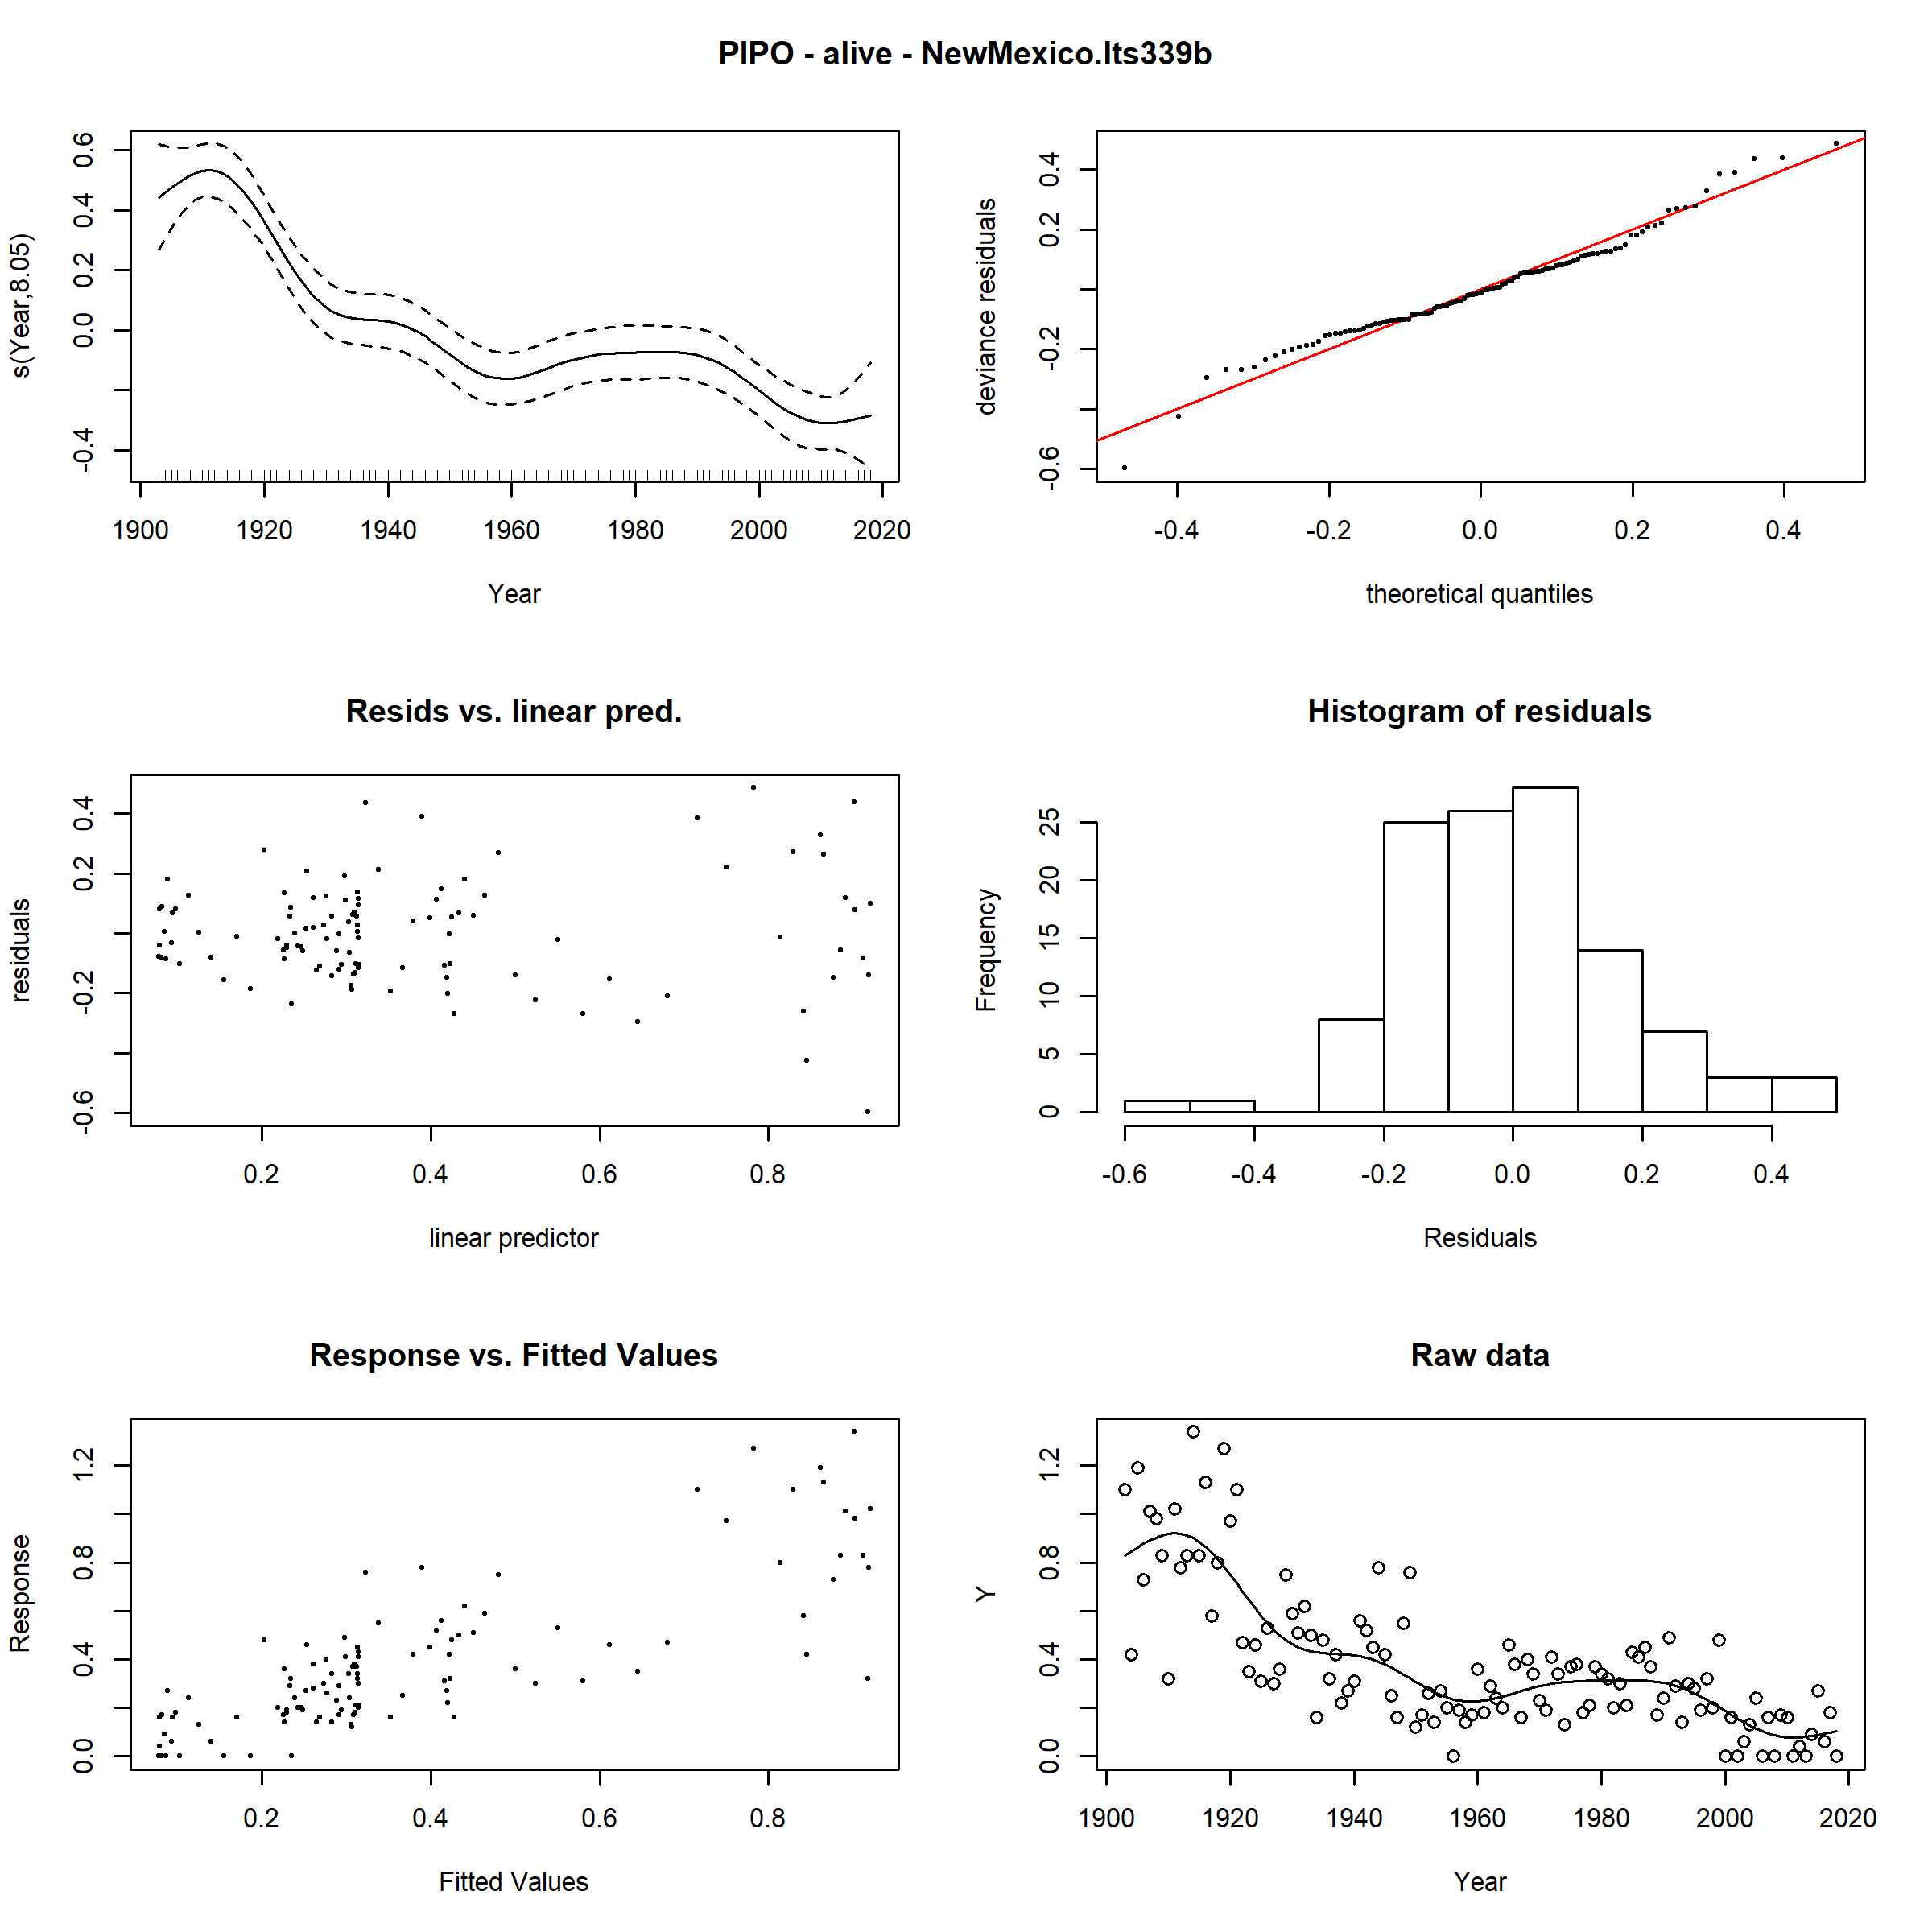 PIPO - alive - NewMexico.lts339b
s(Year,8.05)
0.6
0.4
0.2
0.0
-0.4
1900 1920 1940 1960 1980 2000 2020
Year
deviance residuals
0.4
0.2
-0.2
-0.6
-0.4 -0.2 0.0 0.2 0.4
theoretical quantiles
Resids vs. linear pred.
residuals
0.4
0.2
-0.2
-0.6
0.2 0.4 0.6 0.8
linear predictor
Histogram of residuals
Frequency
25
20
15
10
5
0
-0.6 -0.4 -0.2 0.0 0.2 0.4
Residuals
Response vs. Fitted Values
Response
1.2
0.8
0.4
0.0
0.2 0.4 0.6 0.8
Fitted Values
Raw data
Y
1.2
0.8
0.4
0.0
1900 1920 1940 1960 1980 2000 2020
Year